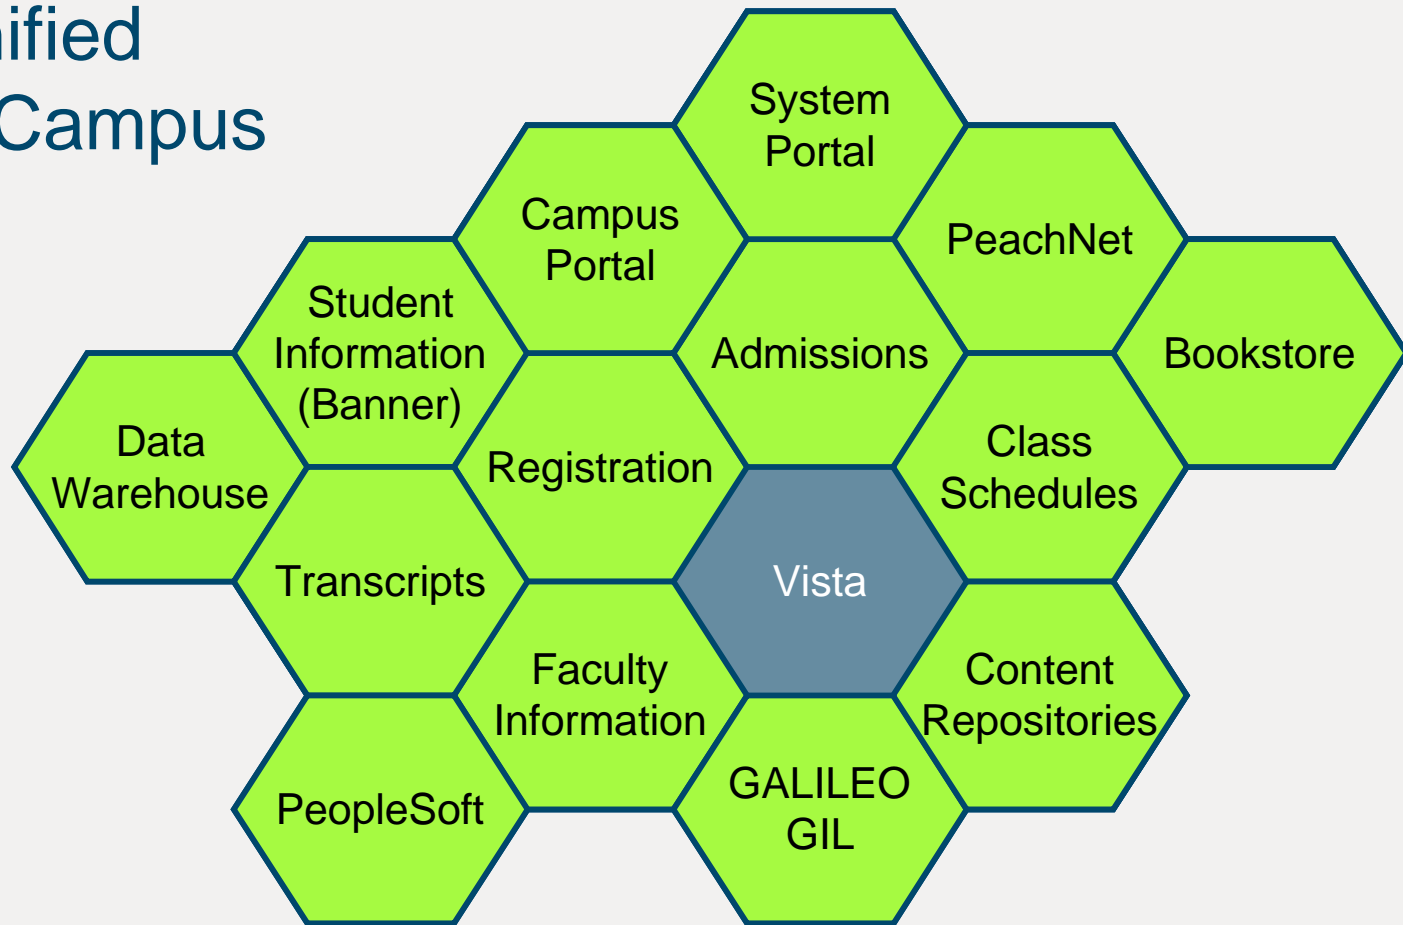 Campus
System
Portal
Campus
Portal
PeachNet
Student
Information
(Banner)
Admissions
Bookstore
Data
Warehouse
Registration
Class
Schedules
Transcripts
Vista
Faculty
Information
Content
Repositories
PeopleSoft
GALILEO
GIL